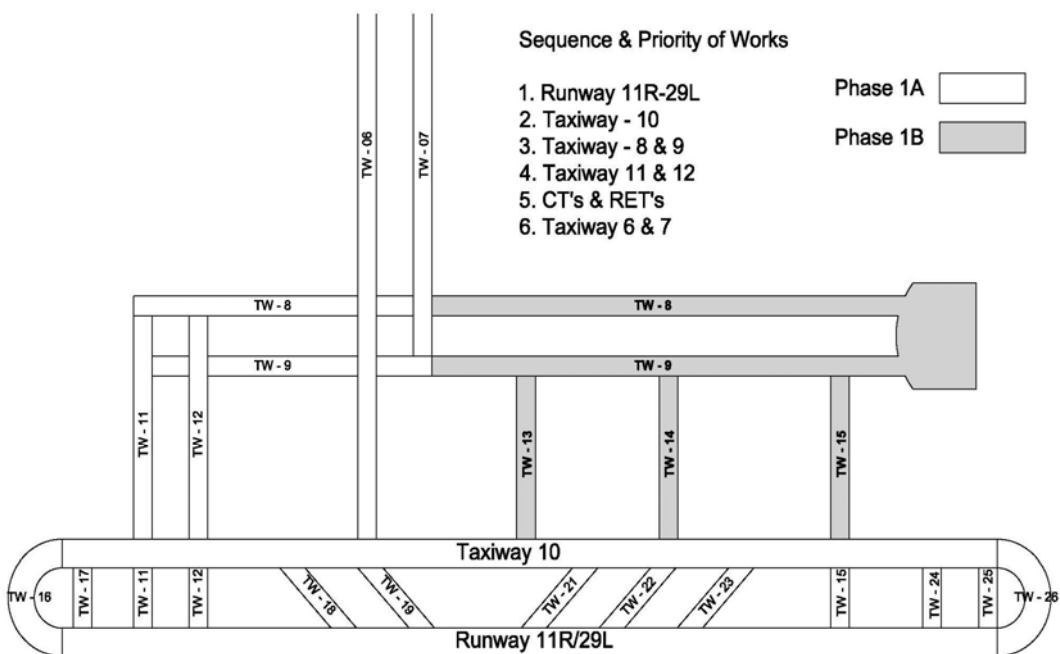 Sequence & Priority of Works
1. Runway 11R-29L
2. Taxiway - 10
3. Taxiway - 8 & 9
4. Taxiway 11 & 12
5. CT's & RET's
6. Taxiway 6 & 7
Phase 1A
Phase 1B
TW - 06
TW - 07
TW - 8
TW - 8
TW - 9
TW - 9
TW - 11
TW - 12
TW - 13
TW - 14
TW - 15
Taxiway 10
TW - 16
TW - 17
TW - 11
TW - 12
TW - 18
TW - 19
TW - 21
TW - 22
TW - 23
TW - 15
TW - 24
TW - 25
TW - 26
Runway 11R/29L